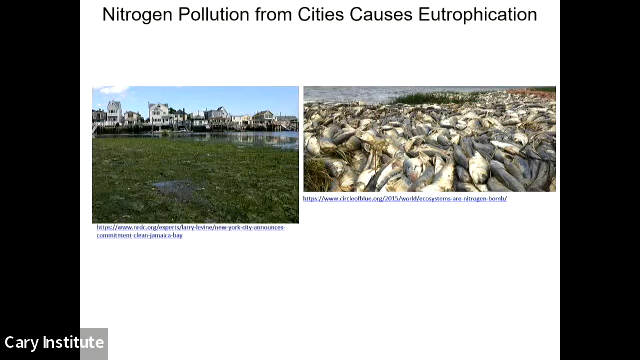 Nitrogen Pollution from Cities Causes Eutrophication
https://www.circleofblue.org/2015/world/ecosystems-are-nitrogen-bomb/
https://www.nrdc.org/experts/larry-levine/new-york-city-announces-
commitment-clean-jamaica-bay
Cary Institute